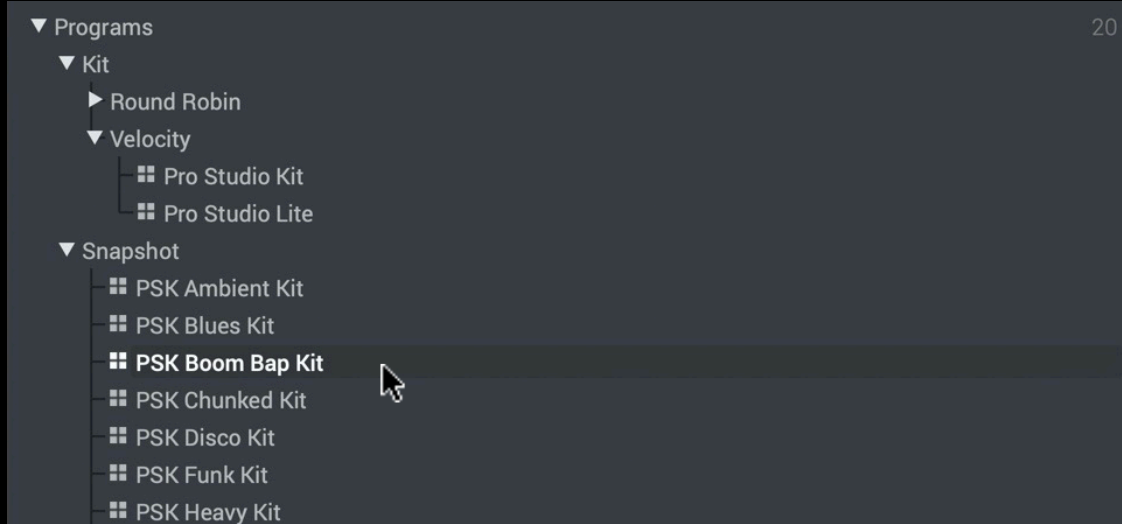 Programs 20
Kit
Round Robin
Velocity
Pro Studio Kit
Pro Studio Lite
Snapshot
PSK Ambient Kit
PSK Blues Kit
PSK Boom Bap Kit
PSK Chunked Kit
PSK Disco Kit
PSK Funk Kit
PSK Heavy Kit